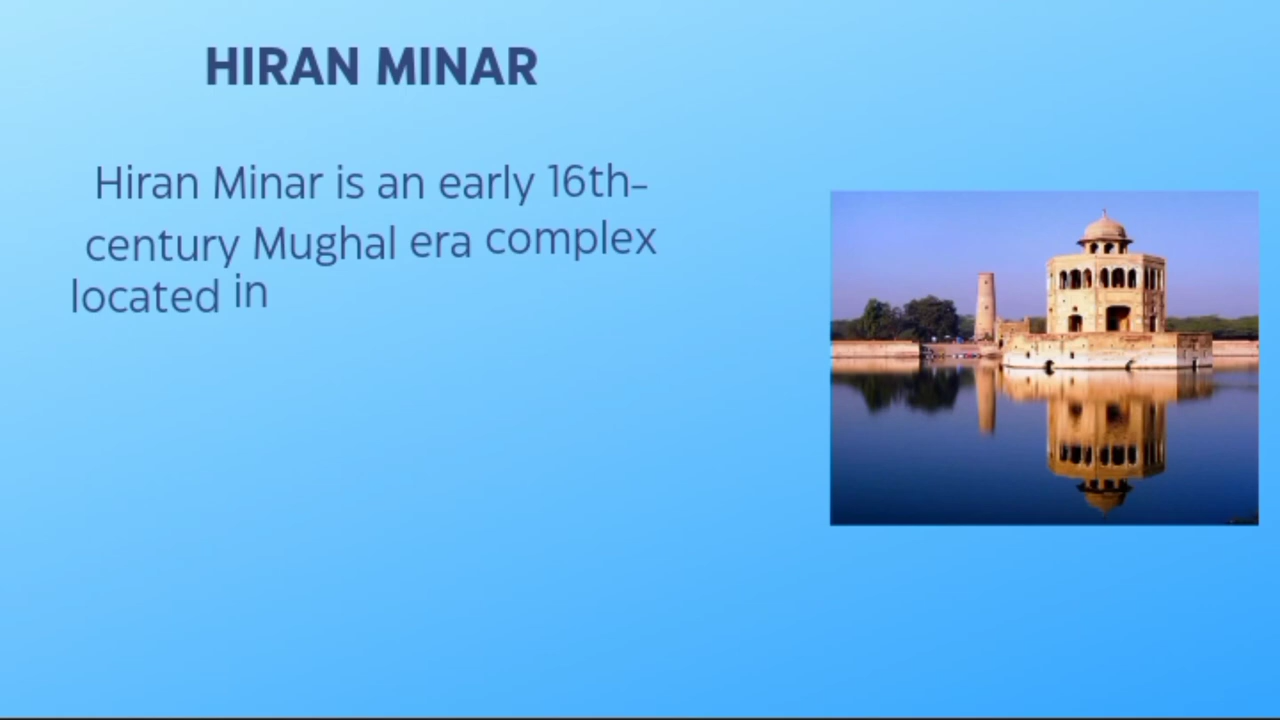 HIRAN MINAR
Hiran Minar is an early 16th-
century Mughal era complex
located in